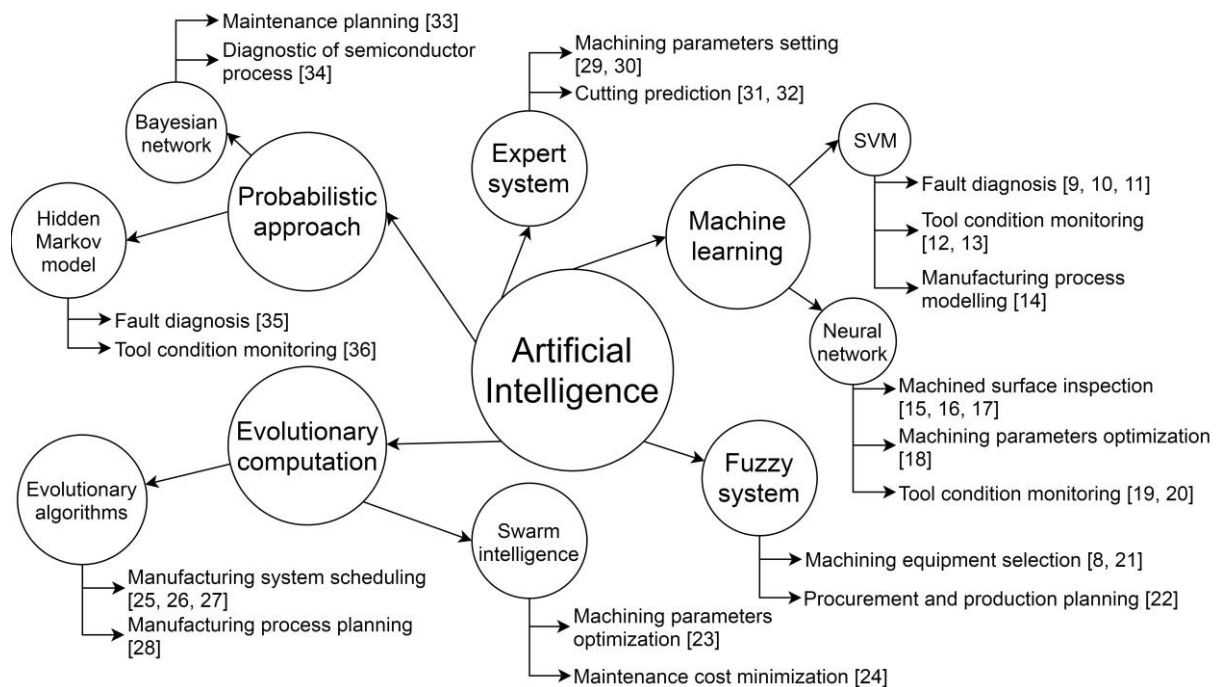 Maintenance planning [33]
Diagnostic of semiconductor
process [34]
Bayesian
network
Probabilistic
approach
Hidden
Markov
model
Fault diagnosis [35]
Tool condition monitoring [36]
Machining parameters setting
[29, 30]
Cutting prediction [31, 32]
Expert
system
Machine
learning
SVM
Fault diagnosis [9, 10, 11]
Tool condition monitoring
[12, 13]
Manufacturing process
modelling [14]
Neural
network
Machined surface inspection
[15, 16, 17]
Machining parameters optimization
[18]
Tool condition monitoring [19, 20]
Artificial
Intelligence
Evolutionary
computation
Evolutionary
algorithms
Manufacturing system scheduling
[25, 26, 27]
Manufacturing process planning
[28]
Swarm
intelligence
Machining parameters
optimization [23]
Maintenance cost minimization [24]
Fuzzy
system
Machining equipment selection [8, 21]
Procurement and production planning [22]